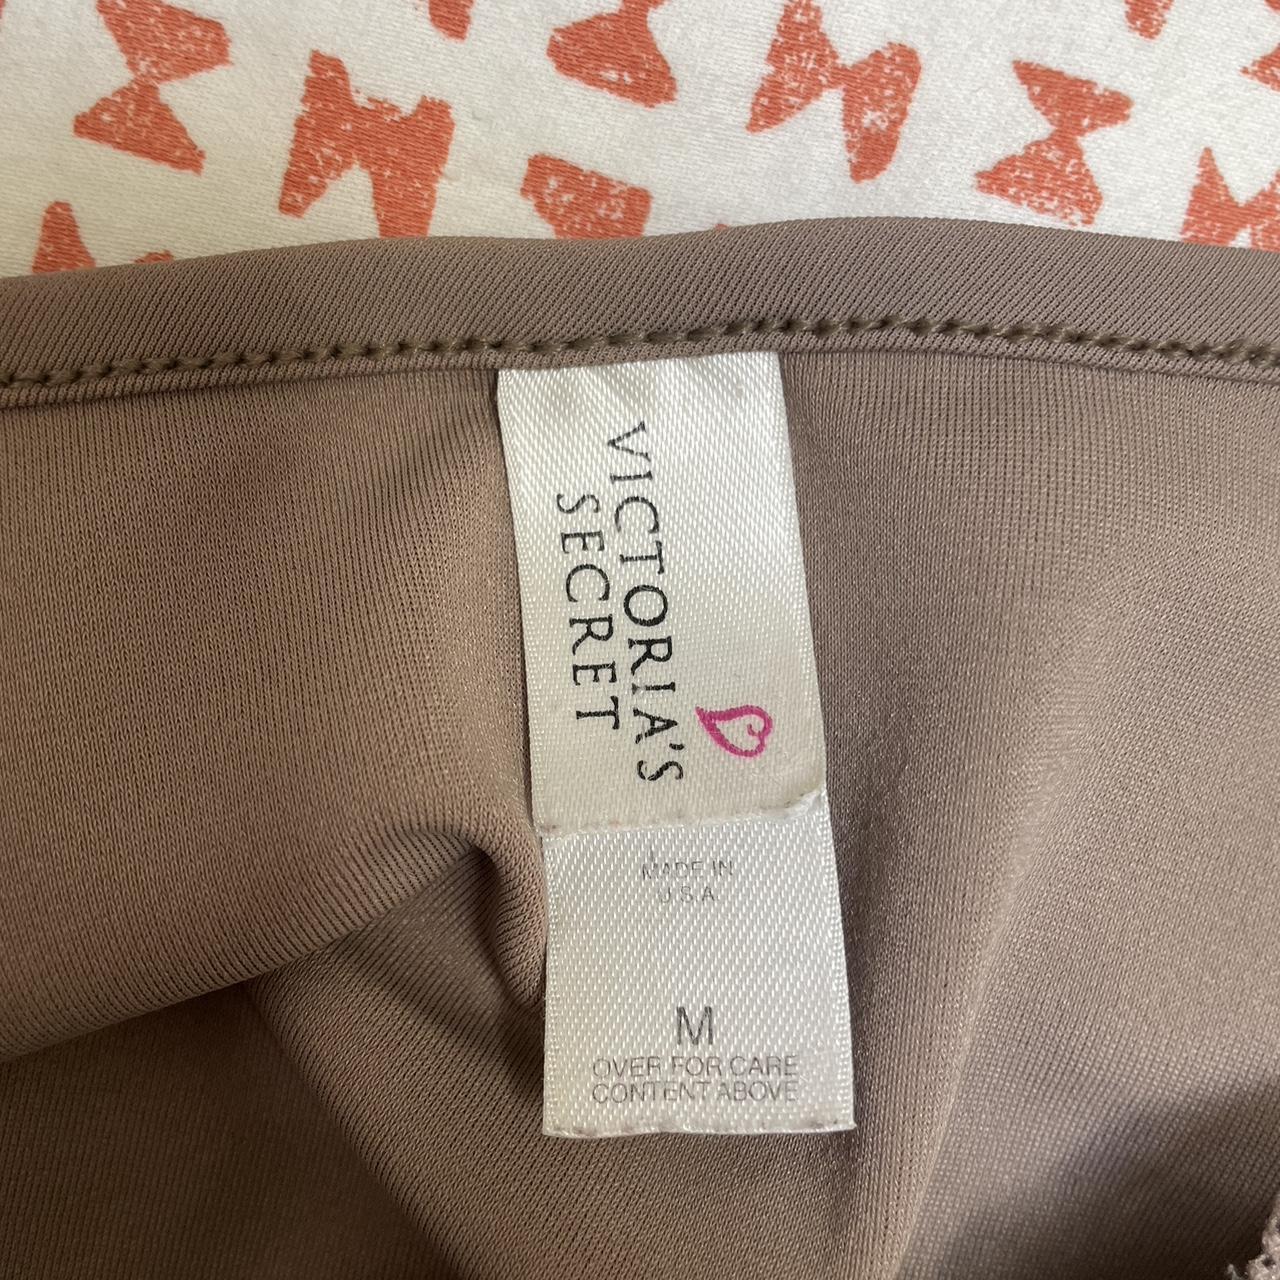 VICTORIA'S
SECRET
MADE IN
U.S.A
M
OVER FOR CARE
CONTENT ABOVE